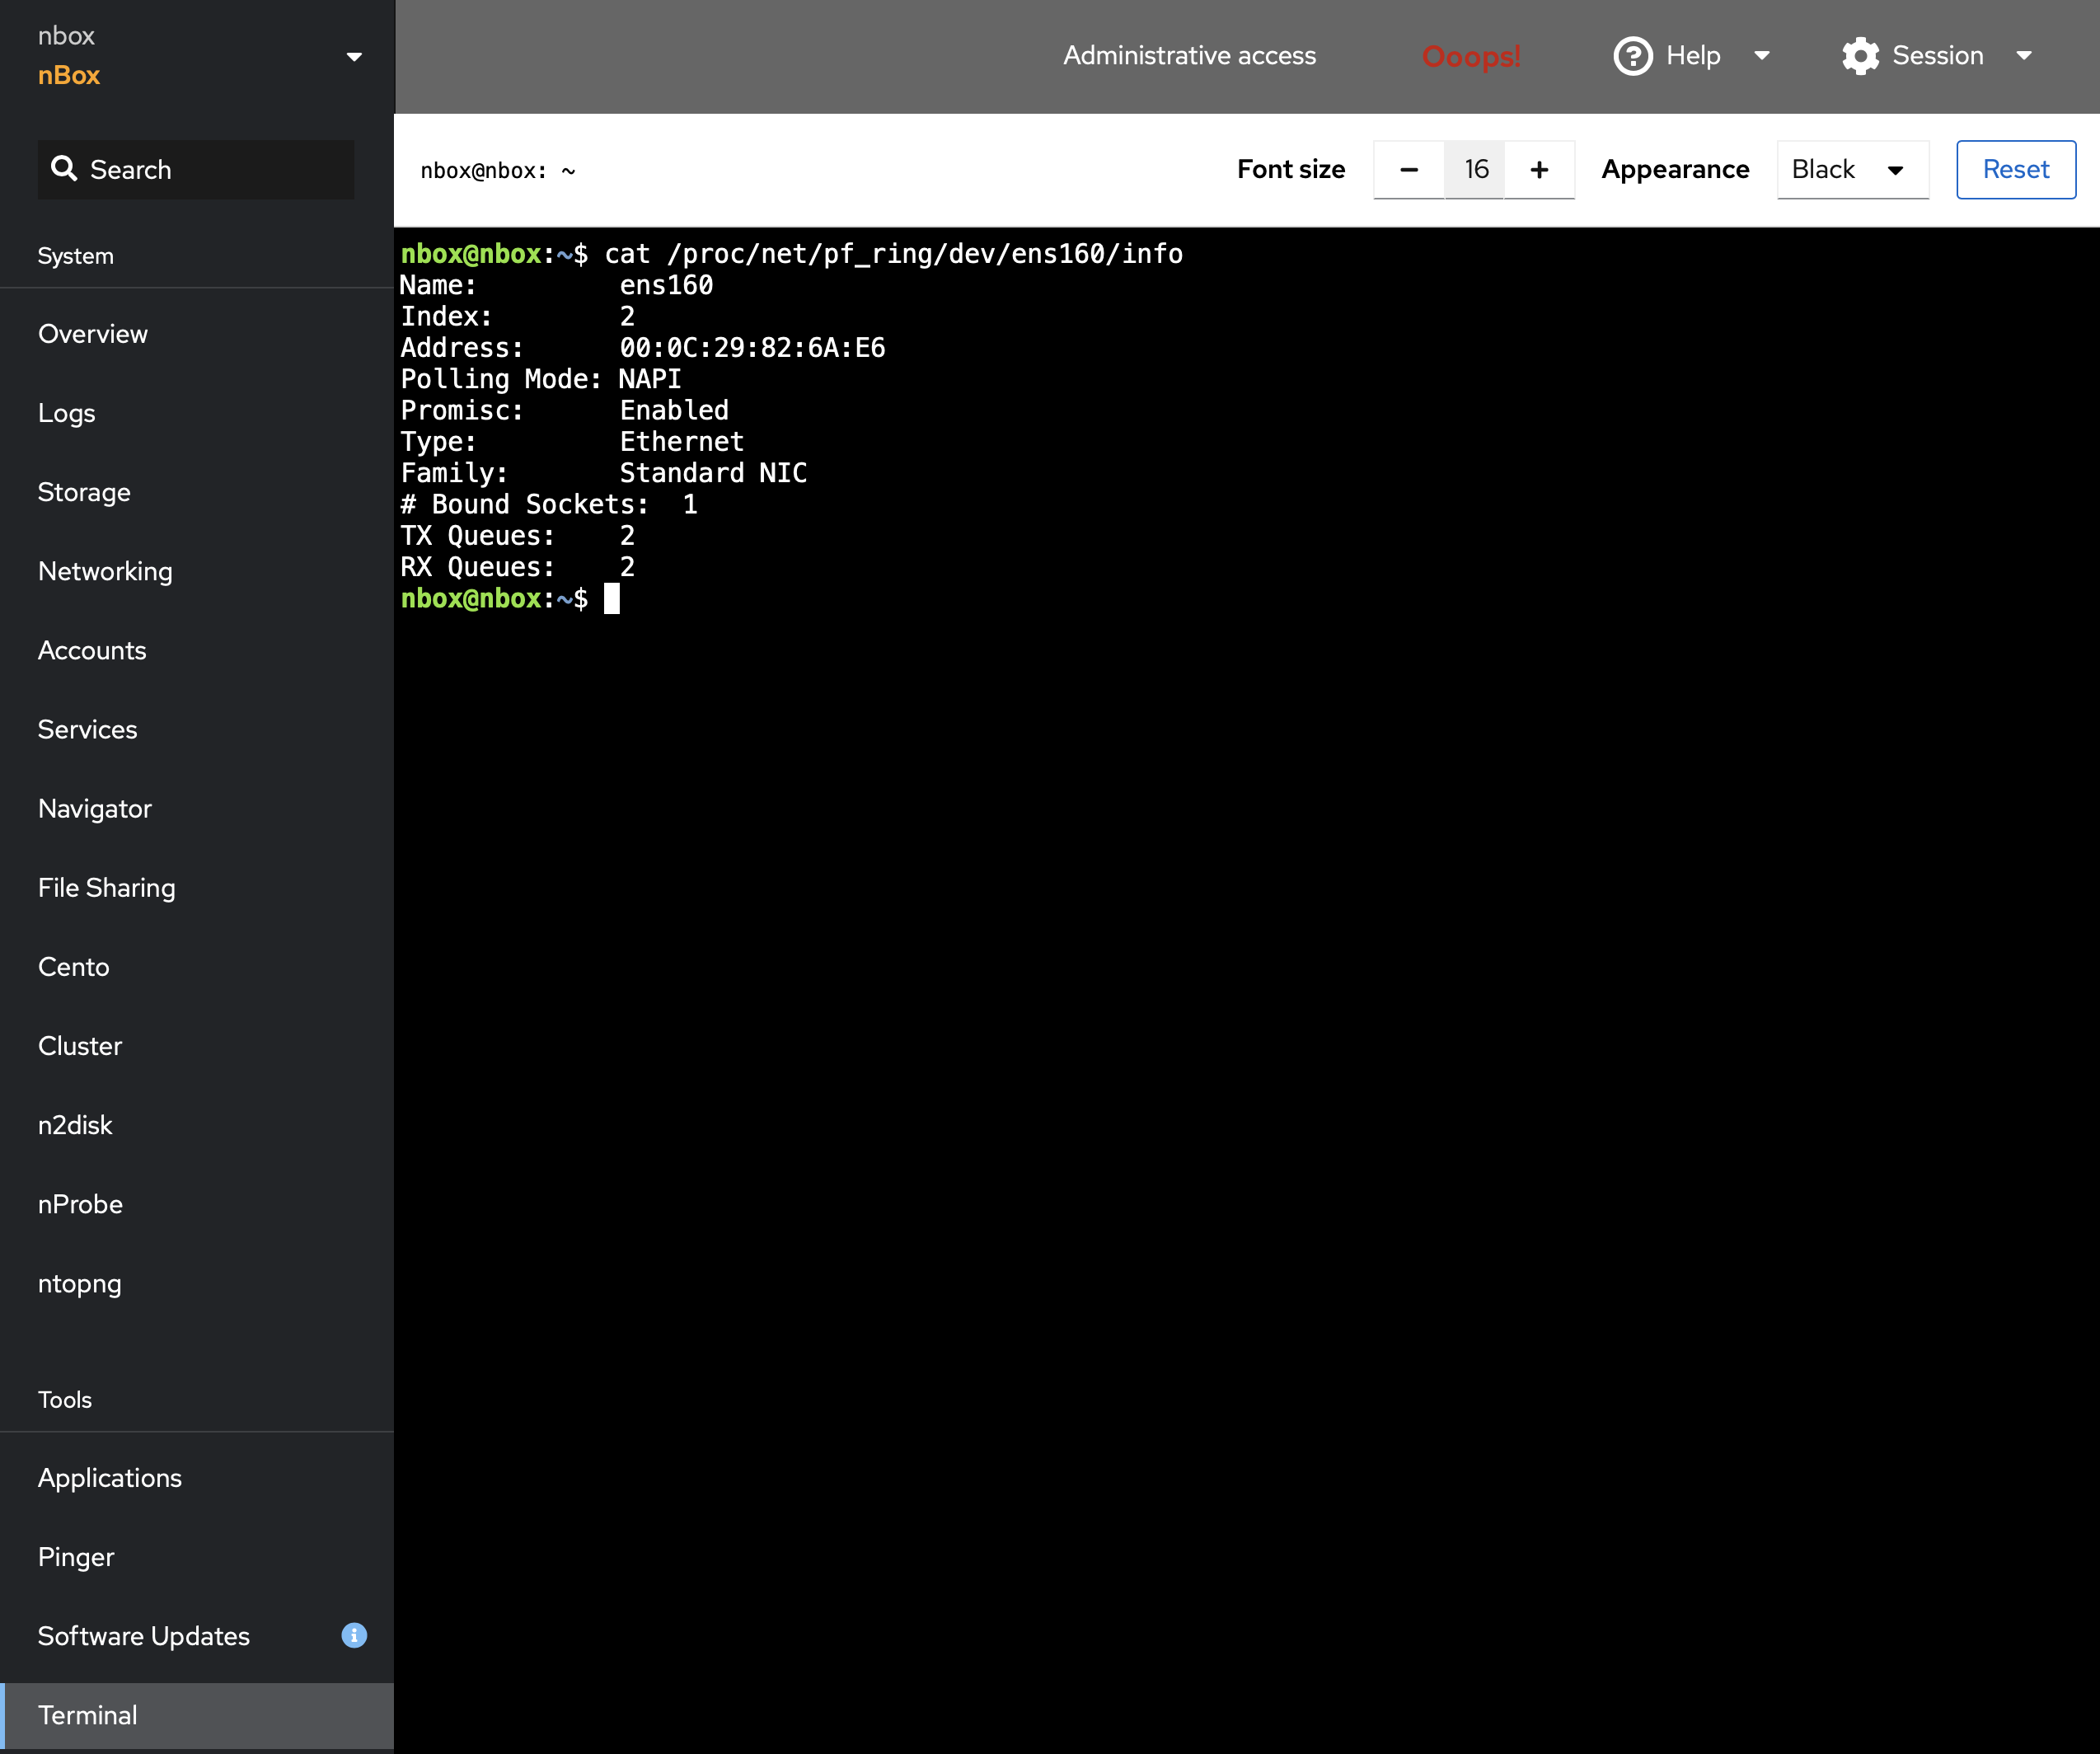 nbox
nBox
Search
System
Overview
Logs
Storage
Networking
Accounts
Services
Navigator
File Sharing
Cento
Cluster
n2disk
nProbe
ntopng
Tools
Applications
Pinger
Software Updates
Terminal
Administrative access Ooops! Help Session
nbox@nbox: ~ Font size − 16 + Appearance Black Reset
nbox@nbox:~$ cat /proc/net/pf_ring/dev/ens160/info
Name: ens160
Index: 2
Address: 00:0C:29:82:6A:E6
Polling Mode: NAPI
Promisc: Enabled
Type: Ethernet
Family: Standard NIC
# Bound Sockets: 1
TX Queues: 2
RX Queues: 2
nbox@nbox:~$